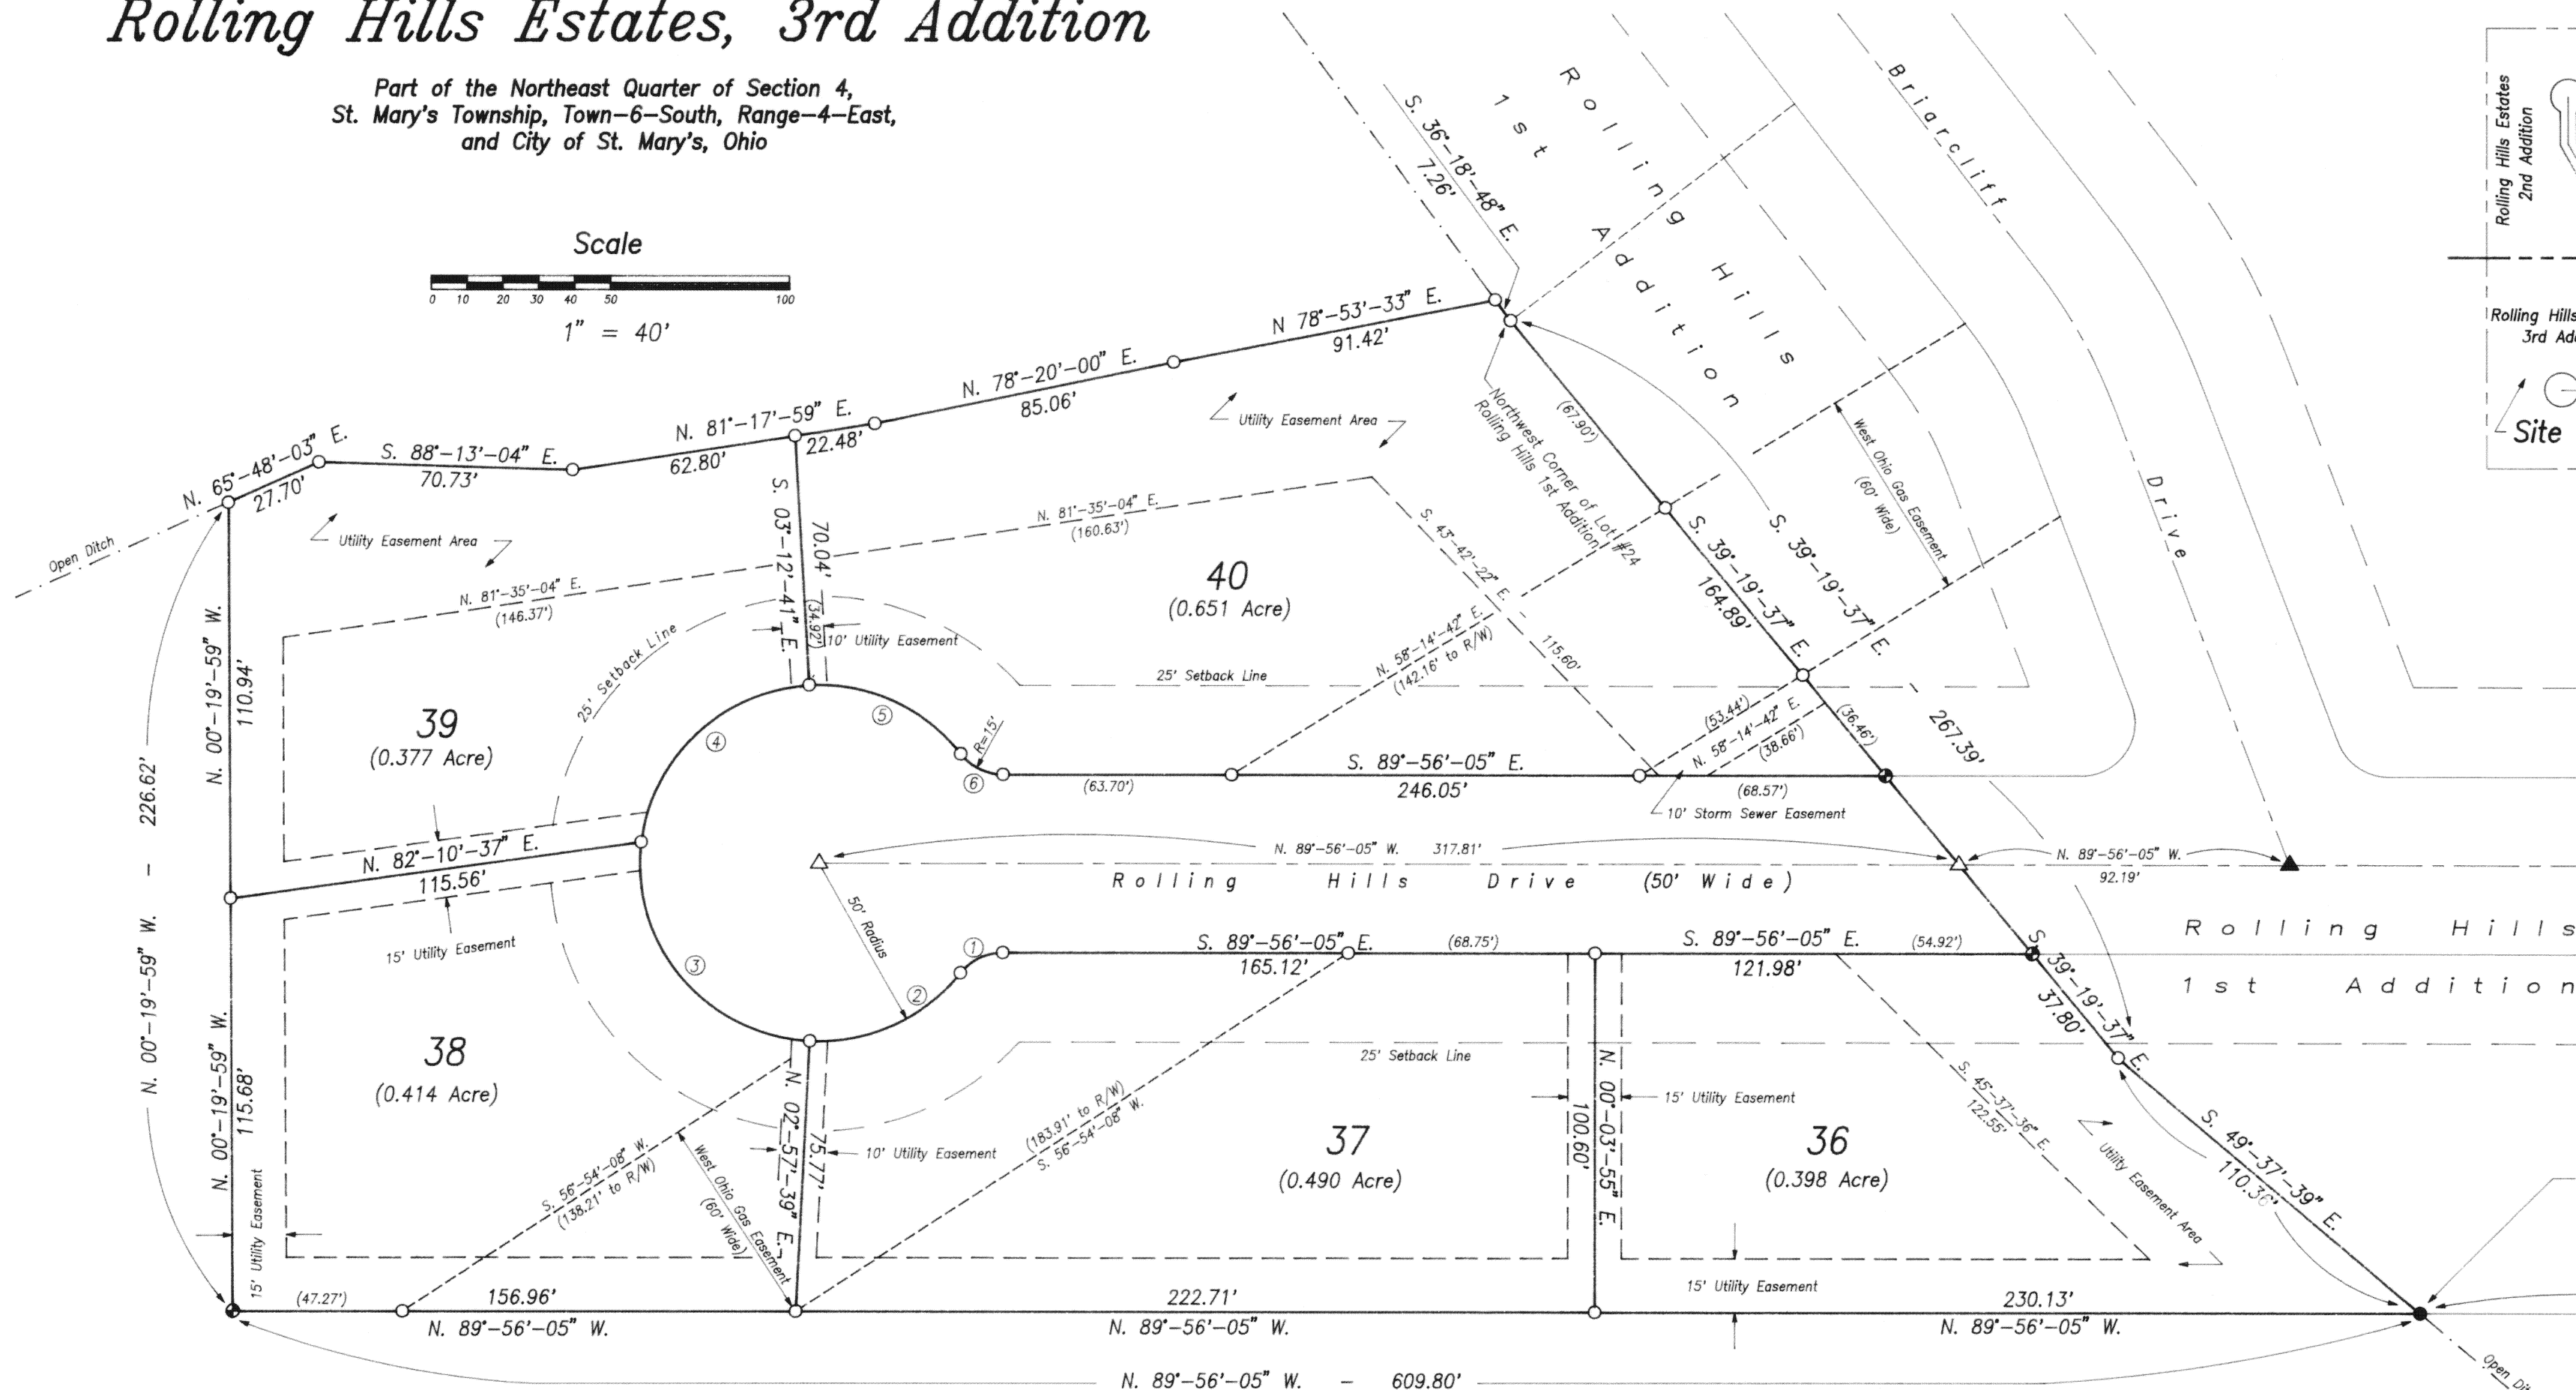 Rolling Hills Estates, 3rd Addition
Part of the Northeast Quarter of Section 4,
St. Mary's Township, Town-6-South, Range-4-East,
and City of St. Mary's, Ohio
Scale
0 10 20 30 40 50 100
1" = 40'
S. 36°-18'-48" E.
7.26'
Rolling Hills
1st Addition
Briarcliff
Drive
Rolling Hills Estates
2nd Addition
Rolling Hills
3rd
Site
N. 65°-48'-03" E.
27.70'
S. 88°-13'-04" E.
70.73'
N. 81°-17'-59" E.
62.80'
22.48'
N. 78°-20'-00" E.
85.06'
N 78°-53'-33" E.
91.42'
Open Ditch
Utility Easement Area
Utility Easement Area
Northwest Corner of Lot #24
Rolling Hills 1st Addition
(67.90')
West Ohio Gas Easement
(60' Wide)
N. 81°-35'-04" E.
(146.37')
N. 81°-35'-04" E.
(160.63')
S. 43°-42'-22" E.
115.60'
S. 03°-12'-41" E.
70.04'
(34.92')
10' Utility Easement
S. 39°-19'-37" E.
164.89'
S. 39°-19'-37" E.
267.39'
N. 00°-19'-59" W.
110.94'
25' Setback Line
40
(0.651 Acre)
25' Setback Line
N. 58°-14'-42" E.
(142.16' to R/W)
39
(0.377 Acre)
④
⑤
R=15'
⑥
(63.70')
S. 89°-56'-05" E.
246.05'
(53.44')
N. 58°-14'-42" E.
(38.66')
(36.46')
(68.57')
10' Storm Sewer Easement
N. 00°-19'-59" W. - 226.62'
N. 82°-10'-37" E.
115.56'
15' Utility Easement
N. 89°-56'-05" W. 317.81'
Rolling Hills Drive (50' Wide)
N. 89°-56'-05" W.
92.19'
50' Radius
Rolling Hills
1st Addition
③
②
①
S. 89°-56'-05" E.
165.12'
(68.75')
S. 89°-56'-05" E.
121.98'
(54.92')
S. 39°-19'-37" E.
37.80'
38
(0.414 Acre)
N. 00°-19'-59" W.
115.68'
15' Utility Easement
25' Setback Line
S. 56°-54'-08" W.
(138.21' to R/W)
West Ohio Gas Easement
(60' Wide)
N. 02°-57'-39" E.
75.77'
10' Utility Easement
(183.91' to R/W)
S. 56°-54'-08" W.
37
(0.490 Acre)
N. 00°-03'-55" E.
100.60'
15' Utility Easement
36
(0.398 Acre)
S. 45°-37'-36" E.
122.55'
Utility Easement Area
S. 49°-37'-39" E.
110.36'
15' Utility Easement
(47.27')
156.96'
N. 89°-56'-05" W.
222.71'
N. 89°-56'-05" W.
230.13'
N. 89°-56'-05" W.
N. 89°-56'-05" W. - 609.80'
Open